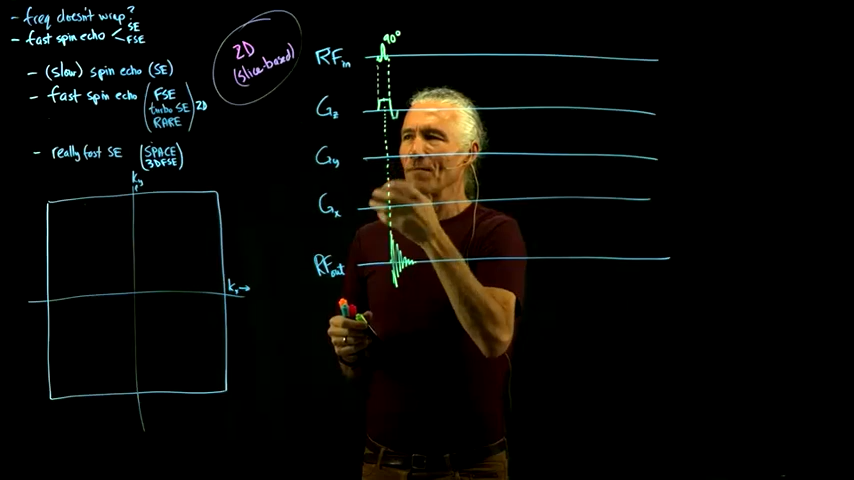 - freq doesn't wrap?
- fast spin echo < SE
FSE
- (slow) spin echo (SE)
- fast spin echo (FSE
turbo SE
RARE) 2D
- really fast SE (SPACE
3DFSE)
2D
(slice-based)
ky
kx →
90°
RFin
Gz
Gy
Gx
RFout